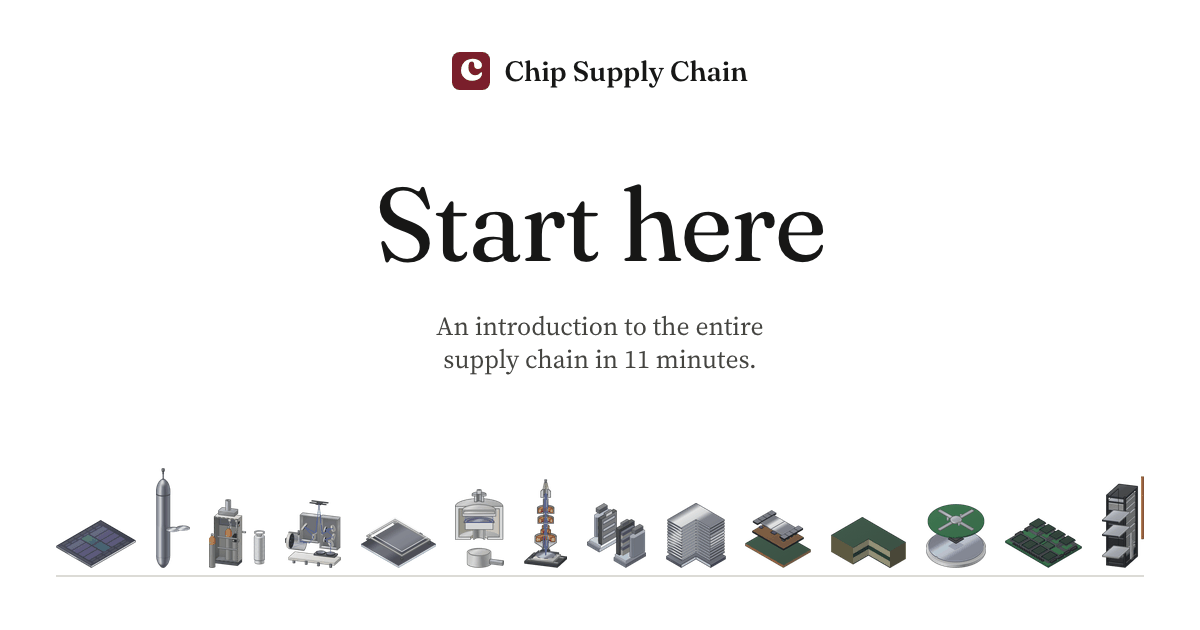 C Chip Supply Chain
Start here
An introduction to the entire
supply chain in 11 minutes.